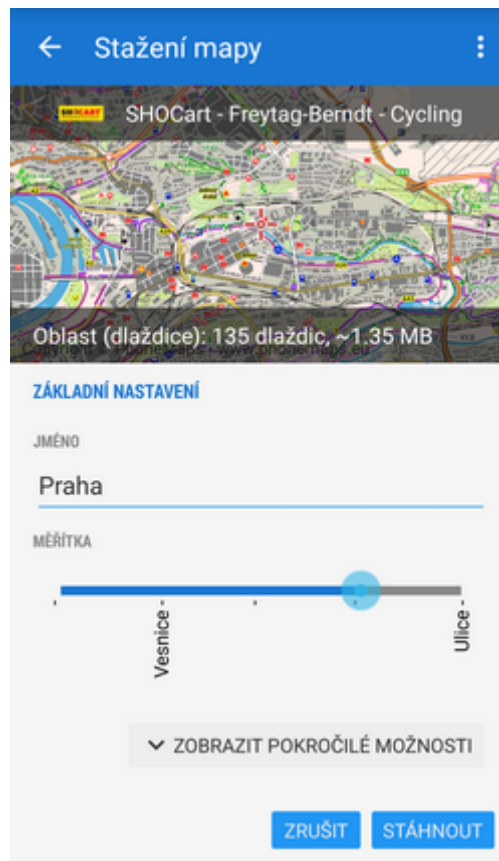 Stažení mapy
SHOCart
SHOCart - Freytag-Berndt - Cycling
Oblast (dlaždice): 135 dlaždic, ~1.35 MB
ZÁKLADNÍ NASTAVENÍ
JMÉNO
Praha
MĚŘÍTKA
Vesnice -
Ulice -
ZOBRAZIT POKROČILÉ MOŽNOSTI
ZRUŠIT STÁHNOUT